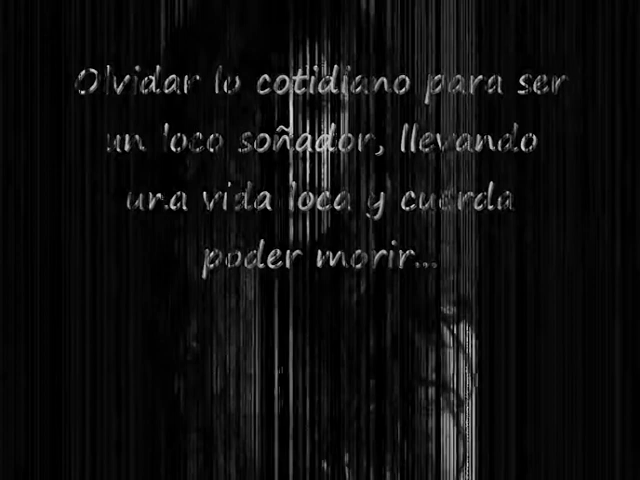 Olvidar lo cotidiano para ser
un loco soñador, llevando
una vida loca y cuerda
poder morir...